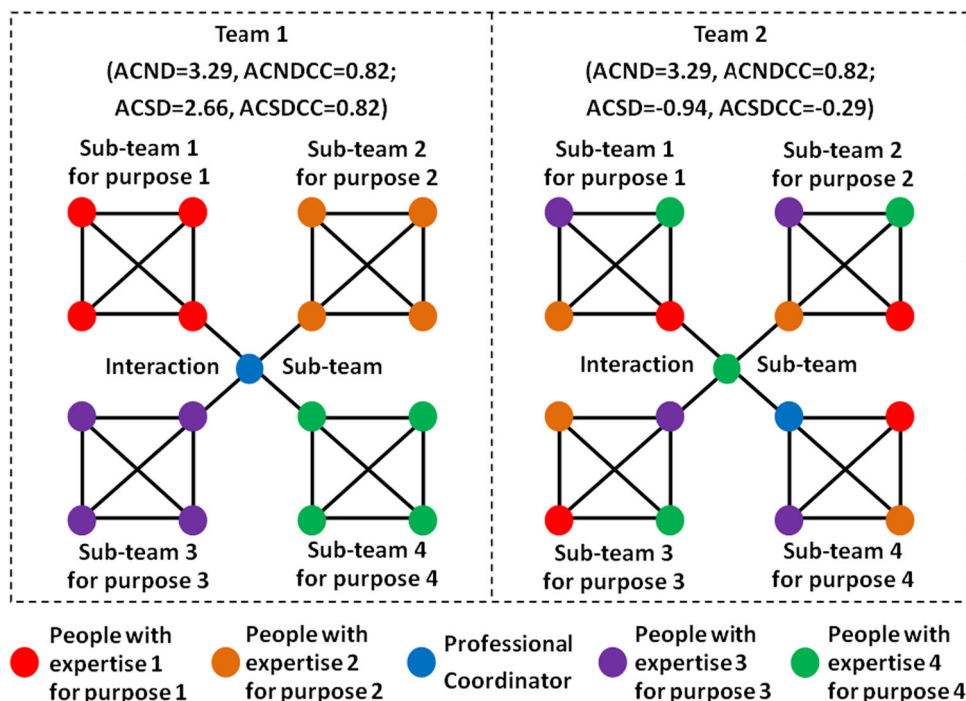 Team 1
(ACND=3.29, ACNDCC=0.82;
ACSD=2.66, ACSDCC=0.82)
Sub-team 1
for purpose 1
Sub-team 2
for purpose 2
Interaction
Sub-team
Sub-team 3
for purpose 3
Sub-team 4
for purpose 4
Team 2
(ACND=3.29, ACNDCC=0.82;
ACSD=-0.94, ACSDCC=-0.29)
Sub-team 1
for purpose 1
Sub-team 2
for purpose 2
Interaction
Sub-team
Sub-team 3
for purpose 3
Sub-team 4
for purpose 4
People with
expertise 1
for purpose 1
People with
expertise 2
for purpose 2
Professional
Coordinator
People with
expertise 3
for purpose 3
People with
expertise 4
for purpose 4